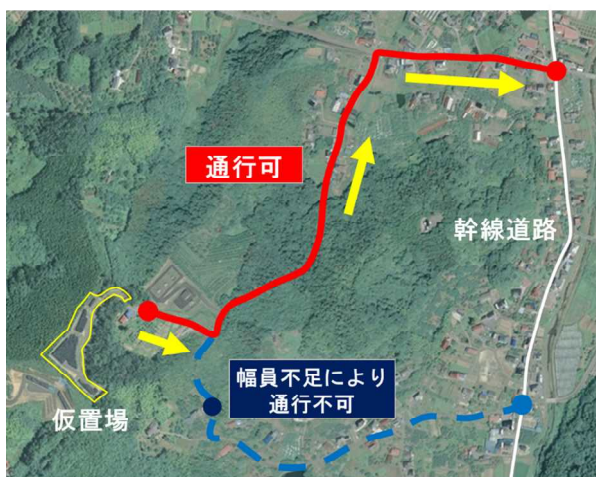 通行可
幹線道路
幅員不足により
通行不可
仮置場